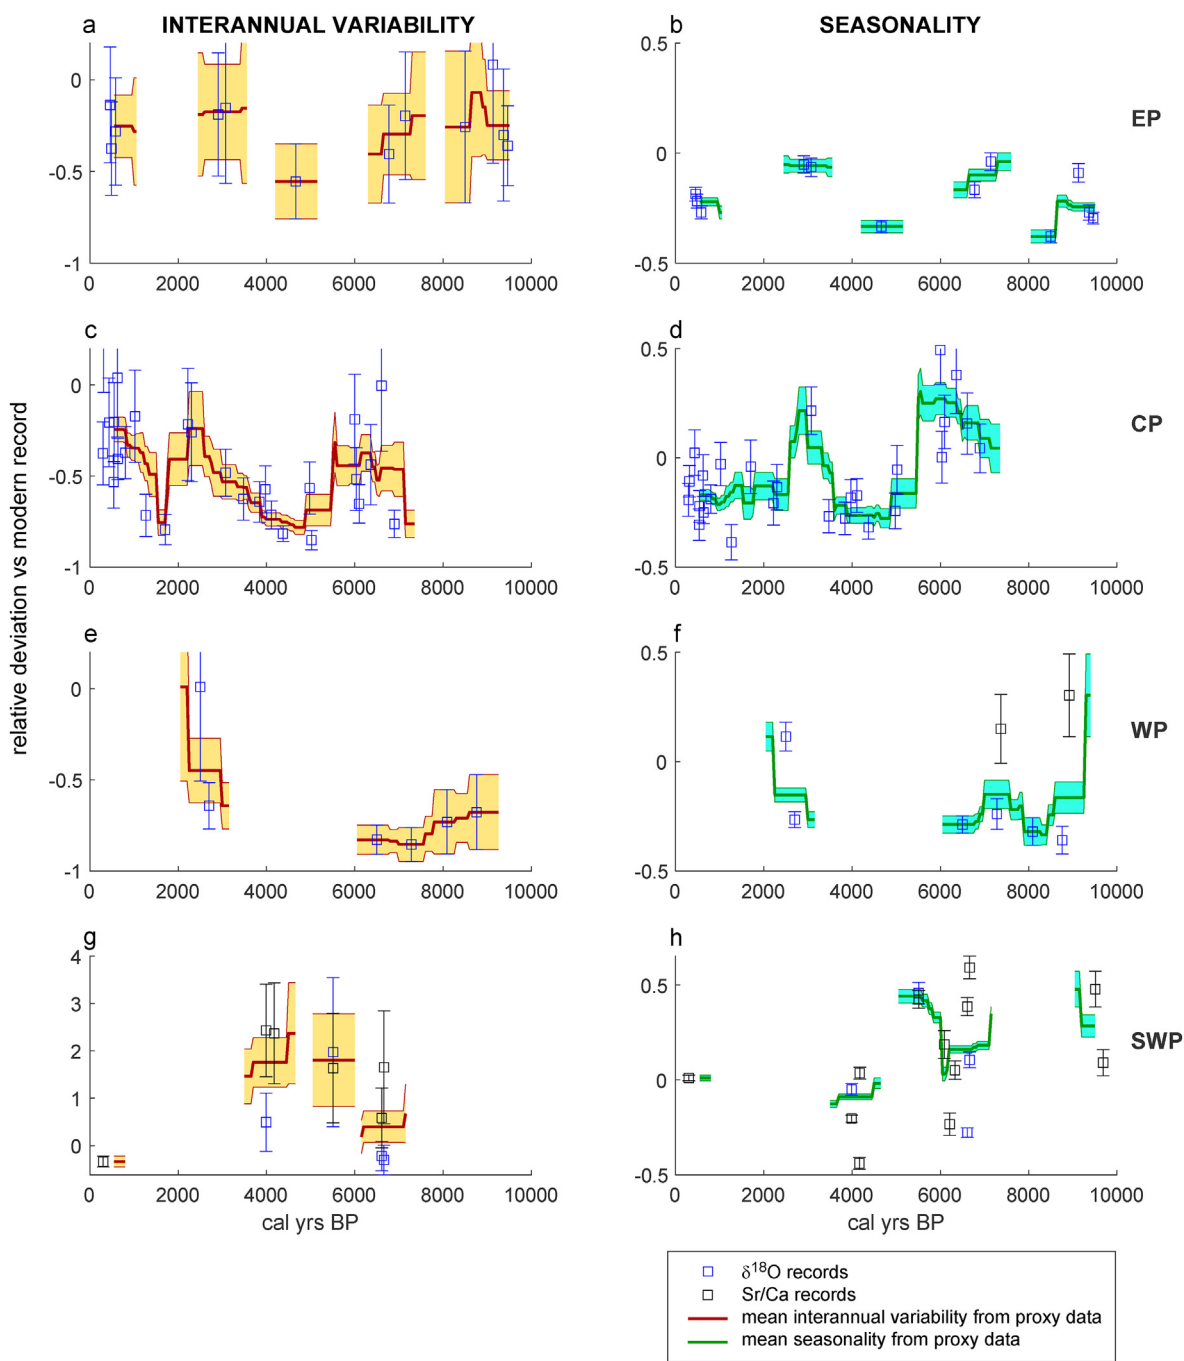 INTERANNUAL VARIABILITY
SEASONALITY
a
0
-0.5
-1
0 2000 4000 6000 8000 10000
b
0.5
0
-0.5
0 2000 4000 6000 8000 10000
EP
c
0
-0.5
-1
0 2000 4000 6000 8000 10000
d
0.5
0
-0.5
0 2000 4000 6000 8000 10000
CP
relative deviation vs modern record
e
0
-0.5
-1
0 2000 4000 6000 8000 10000
f
0.5
0
-0.5
0 2000 4000 6000 8000 10000
WP
g
4
3
2
1
0
0 2000 4000 6000 8000 10000
cal yrs BP
h
0.5
0
-0.5
0 2000 4000 6000 8000 10000
cal yrs BP
SWP
δ¹⁸O records
Sr/Ca records
mean interannual variability from proxy data
mean seasonality from proxy data